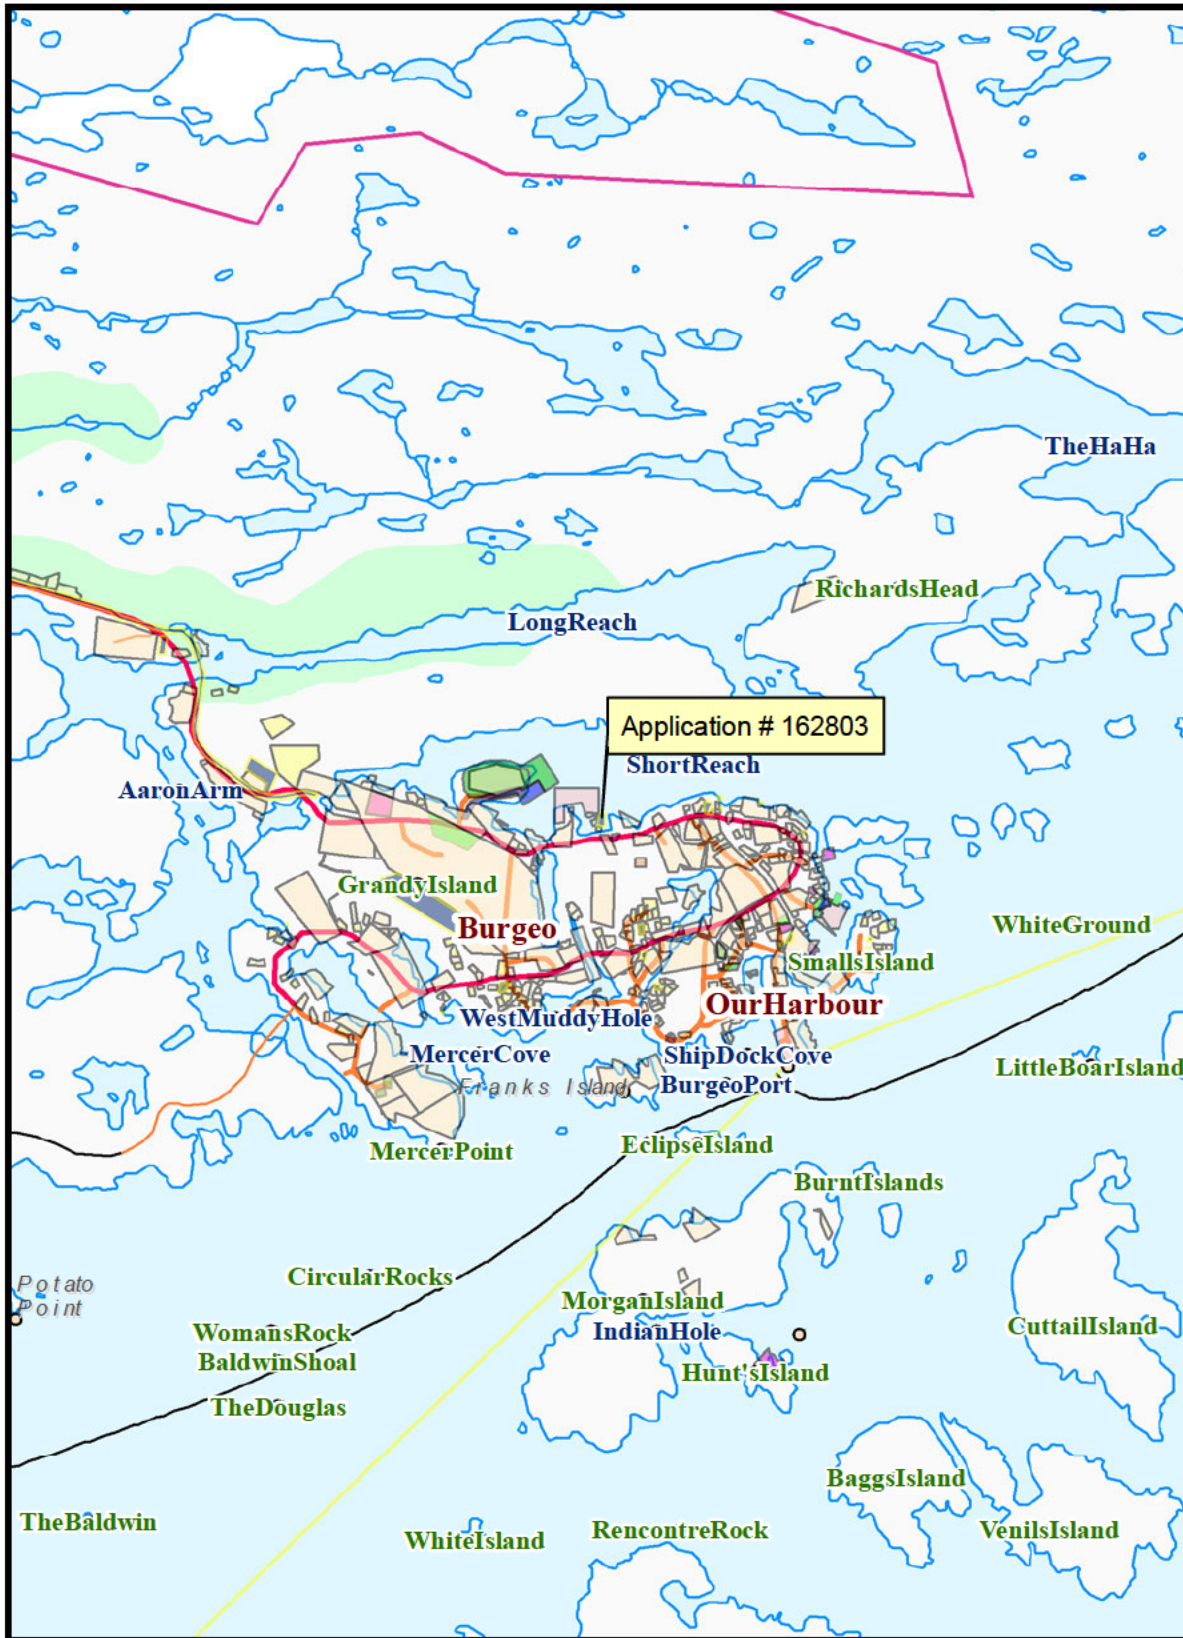 TheHaHa
RichardsHead
LongReach
Application # 162803
ShortReach
AaronArm
GrandyIsland
Burgeo
WhiteGround
SmallsIsland
OurHarbour
WestMuddyHole
MercerCove
ShipDockCove
LittleBoarIsland
Franks Island
BurgeoPort
EclipseIsland
MercerPoint
BurntIslands
CircularRocks
Potato
Point
MorganIsland
WomansRock
IndianHole
CuttailIsland
BaldwinShoal
Hunt'sIsland
TheDouglas
BaggsIsland
TheBaldwin
WhiteIsland
RencontreRock
VenilsIsland